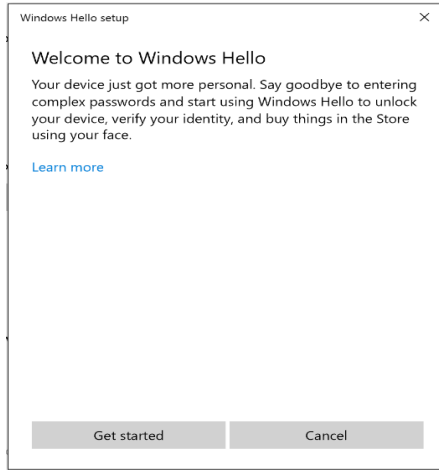 Windows Hello setup
Welcome to Windows Hello
Your device just got more personal. Say goodbye to entering
complex passwords and start using Windows Hello to unlock
your device, verify your identity, and buy things in the Store
using your face.
Learn more
Get started
Cancel